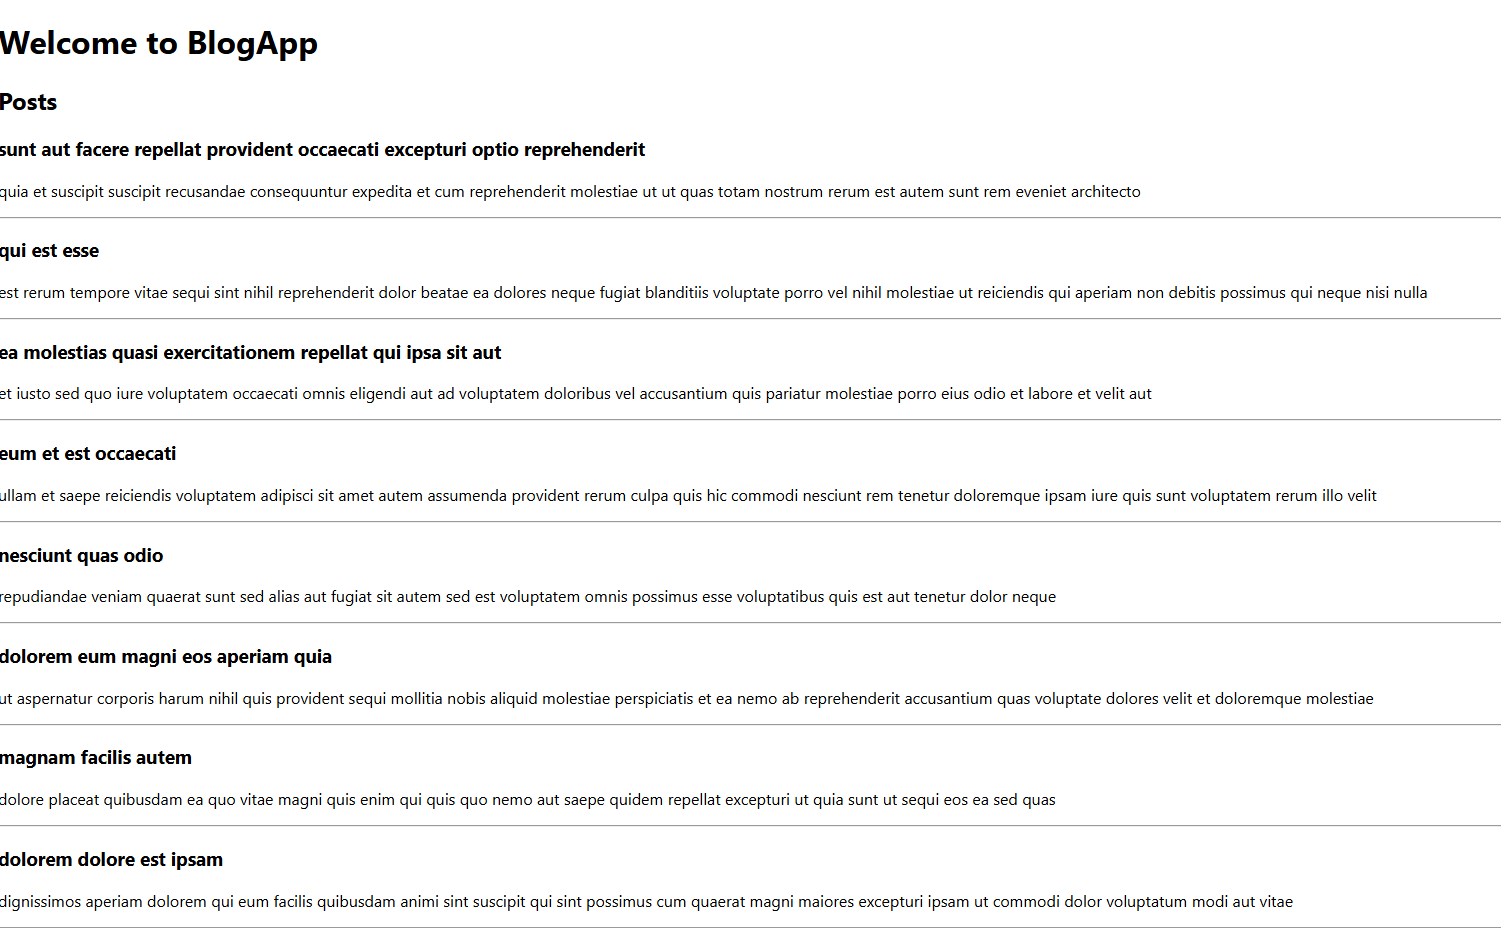 Welcome to BlogApp
Posts
sunt aut facere repellat provident occaecati excepturi optio reprehenderit
quia et suscipit suscipit recusandae consequuntur expedita et cum reprehenderit molestiae ut ut quas totam nostrum rerum est autem sunt rem eveniet architecto
qui est esse
est rerum tempore vitae sequi sint nihil reprehenderit dolor beatae ea dolores neque fugiat blanditiis voluptate porro vel nihil molestiae ut reiciendis qui aperiam non debitis possimus qui neque nisi nulla
ea molestias quasi exercitationem repellat qui ipsa sit aut
et iusto sed quo iure voluptatem occaecati omnis eligendi aut ad voluptatem doloribus vel accusantium quis pariatur molestiae porro eius odio et labore et velit aut
eum et est occaecati
ullam et saepe reiciendis voluptatem adipisci sit amet autem assumenda provident rerum culpa quis hic commodi nesciunt rem tenetur doloremque ipsam iure quis sunt voluptatem rerum illo velit
nesciunt quas odio
repudiandae veniam quaerat sunt sed alias aut fugiat sit autem sed est voluptatem omnis possimus esse voluptatibus quis est aut tenetur dolor neque
dolorem eum magni eos aperiam quia
ut aspernatur corporis harum nihil quis provident sequi mollitia nobis aliquid molestiae perspiciatis et ea nemo ab reprehenderit accusantium quas voluptate dolores velit et doloremque molestiae
magnam facilis autem
dolore placeat quibusdam ea quo vitae magni quis enim qui quis quo nemo aut saepe quidem repellat excepturi ut quia sunt ut sequi eos ea sed quas
dolorem dolore est ipsam
dignissimos aperiam dolorem qui eum facilis quibusdam animi sint suscipit qui sint possimus cum quaerat magni maiores excepturi ipsam ut commodi dolor voluptatum modi aut vitae